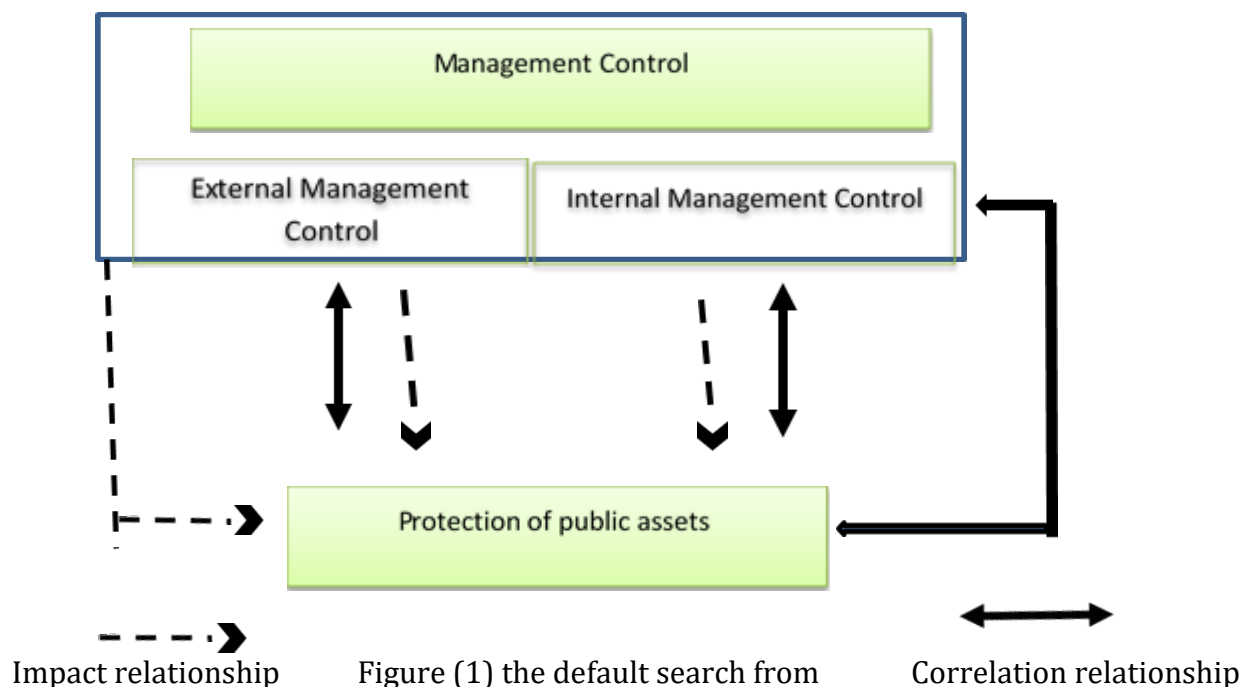 Management Control
External Management
Control
Internal Management Control
Protection of public assets
Impact relationship
Figure (1) the default search from
Correlation relationship